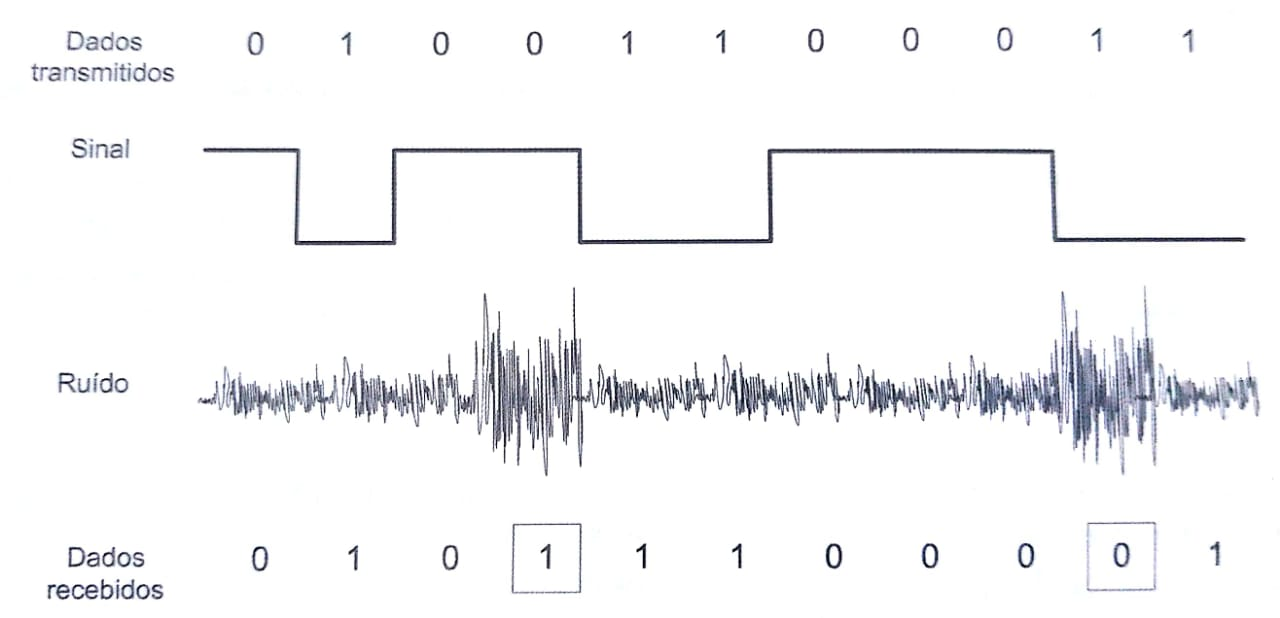 Dados
transmitidos
0 1 0 0 1 1 0 0 0 1 1
Sinal
Ruído
Dados
recebidos
0 1 0 1 1 1 0 0 0 0 1